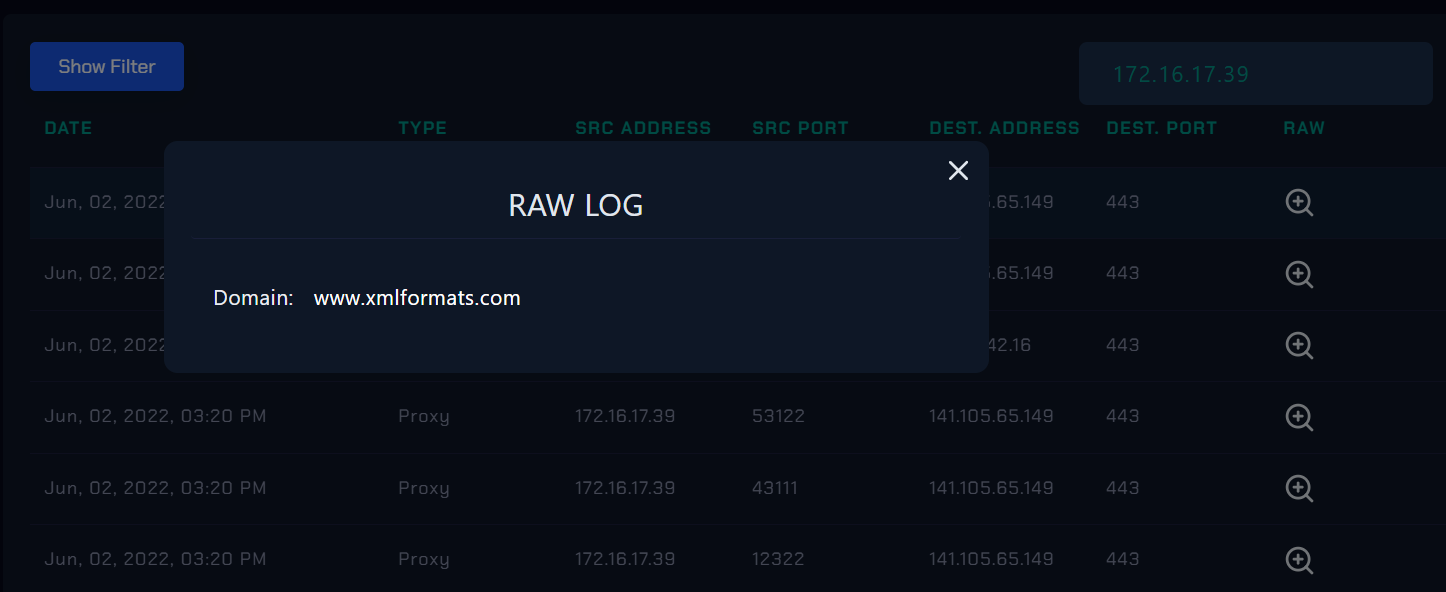 Show Filter
172.16.17.39
DATE TYPE SRC ADDRESS SRC PORT DEST. ADDRESS DEST. PORT RAW
RAW LOG
Domain: www.xmlformats.com
Jun, 02, 2022 .65.149 443
Jun, 02, 2022 .65.149 443
Jun, 02, 2022 42.16 443
Jun, 02, 2022, 03:20 PM Proxy 172.16.17.39 53122 141.105.65.149 443
Jun, 02, 2022, 03:20 PM Proxy 172.16.17.39 43111 141.105.65.149 443
Jun, 02, 2022, 03:20 PM Proxy 172.16.17.39 12322 141.105.65.149 443